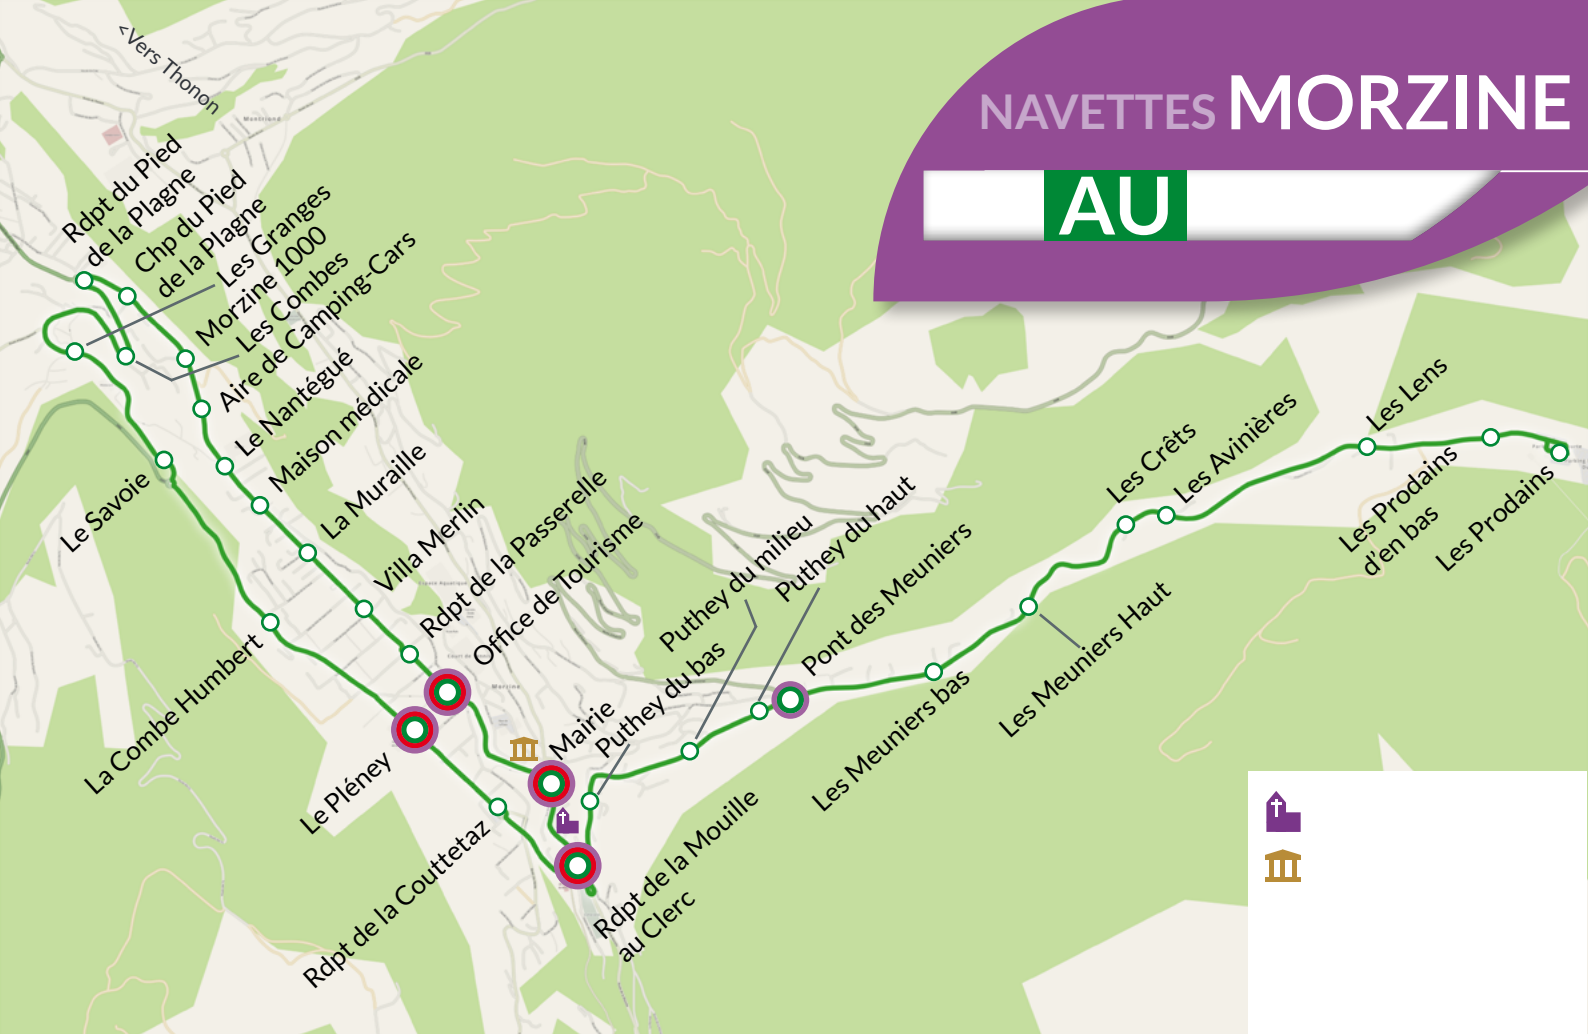 <Vers Thonon
NAVETTES MORZINE
AU
Rdpt du Pied
de la Plagne
Chp du Pied
de la Plagne
Les Granges
Morzine 1000
Les Combes
Aire de Camping-Cars
Le Nantégué
Maison médicale
La Muraille
Villa Merlin
Rdpt de la Passerelle
Office de Tourisme
Le Savoie
La Combe Humbert
Le Pléney
Rdpt de la Couttetaz
Mairie
Rdpt de la Mouille
au Clerc
Puthey du bas
Puthey du milieu
Puthey du haut
Pont des Meuniers
Les Meuniers bas
Les Meuniers Haut
Les Crêts
Les Avinières
Les Lens
Les Prodains
d'en bas
Les Prodains
Montriond
Morzine